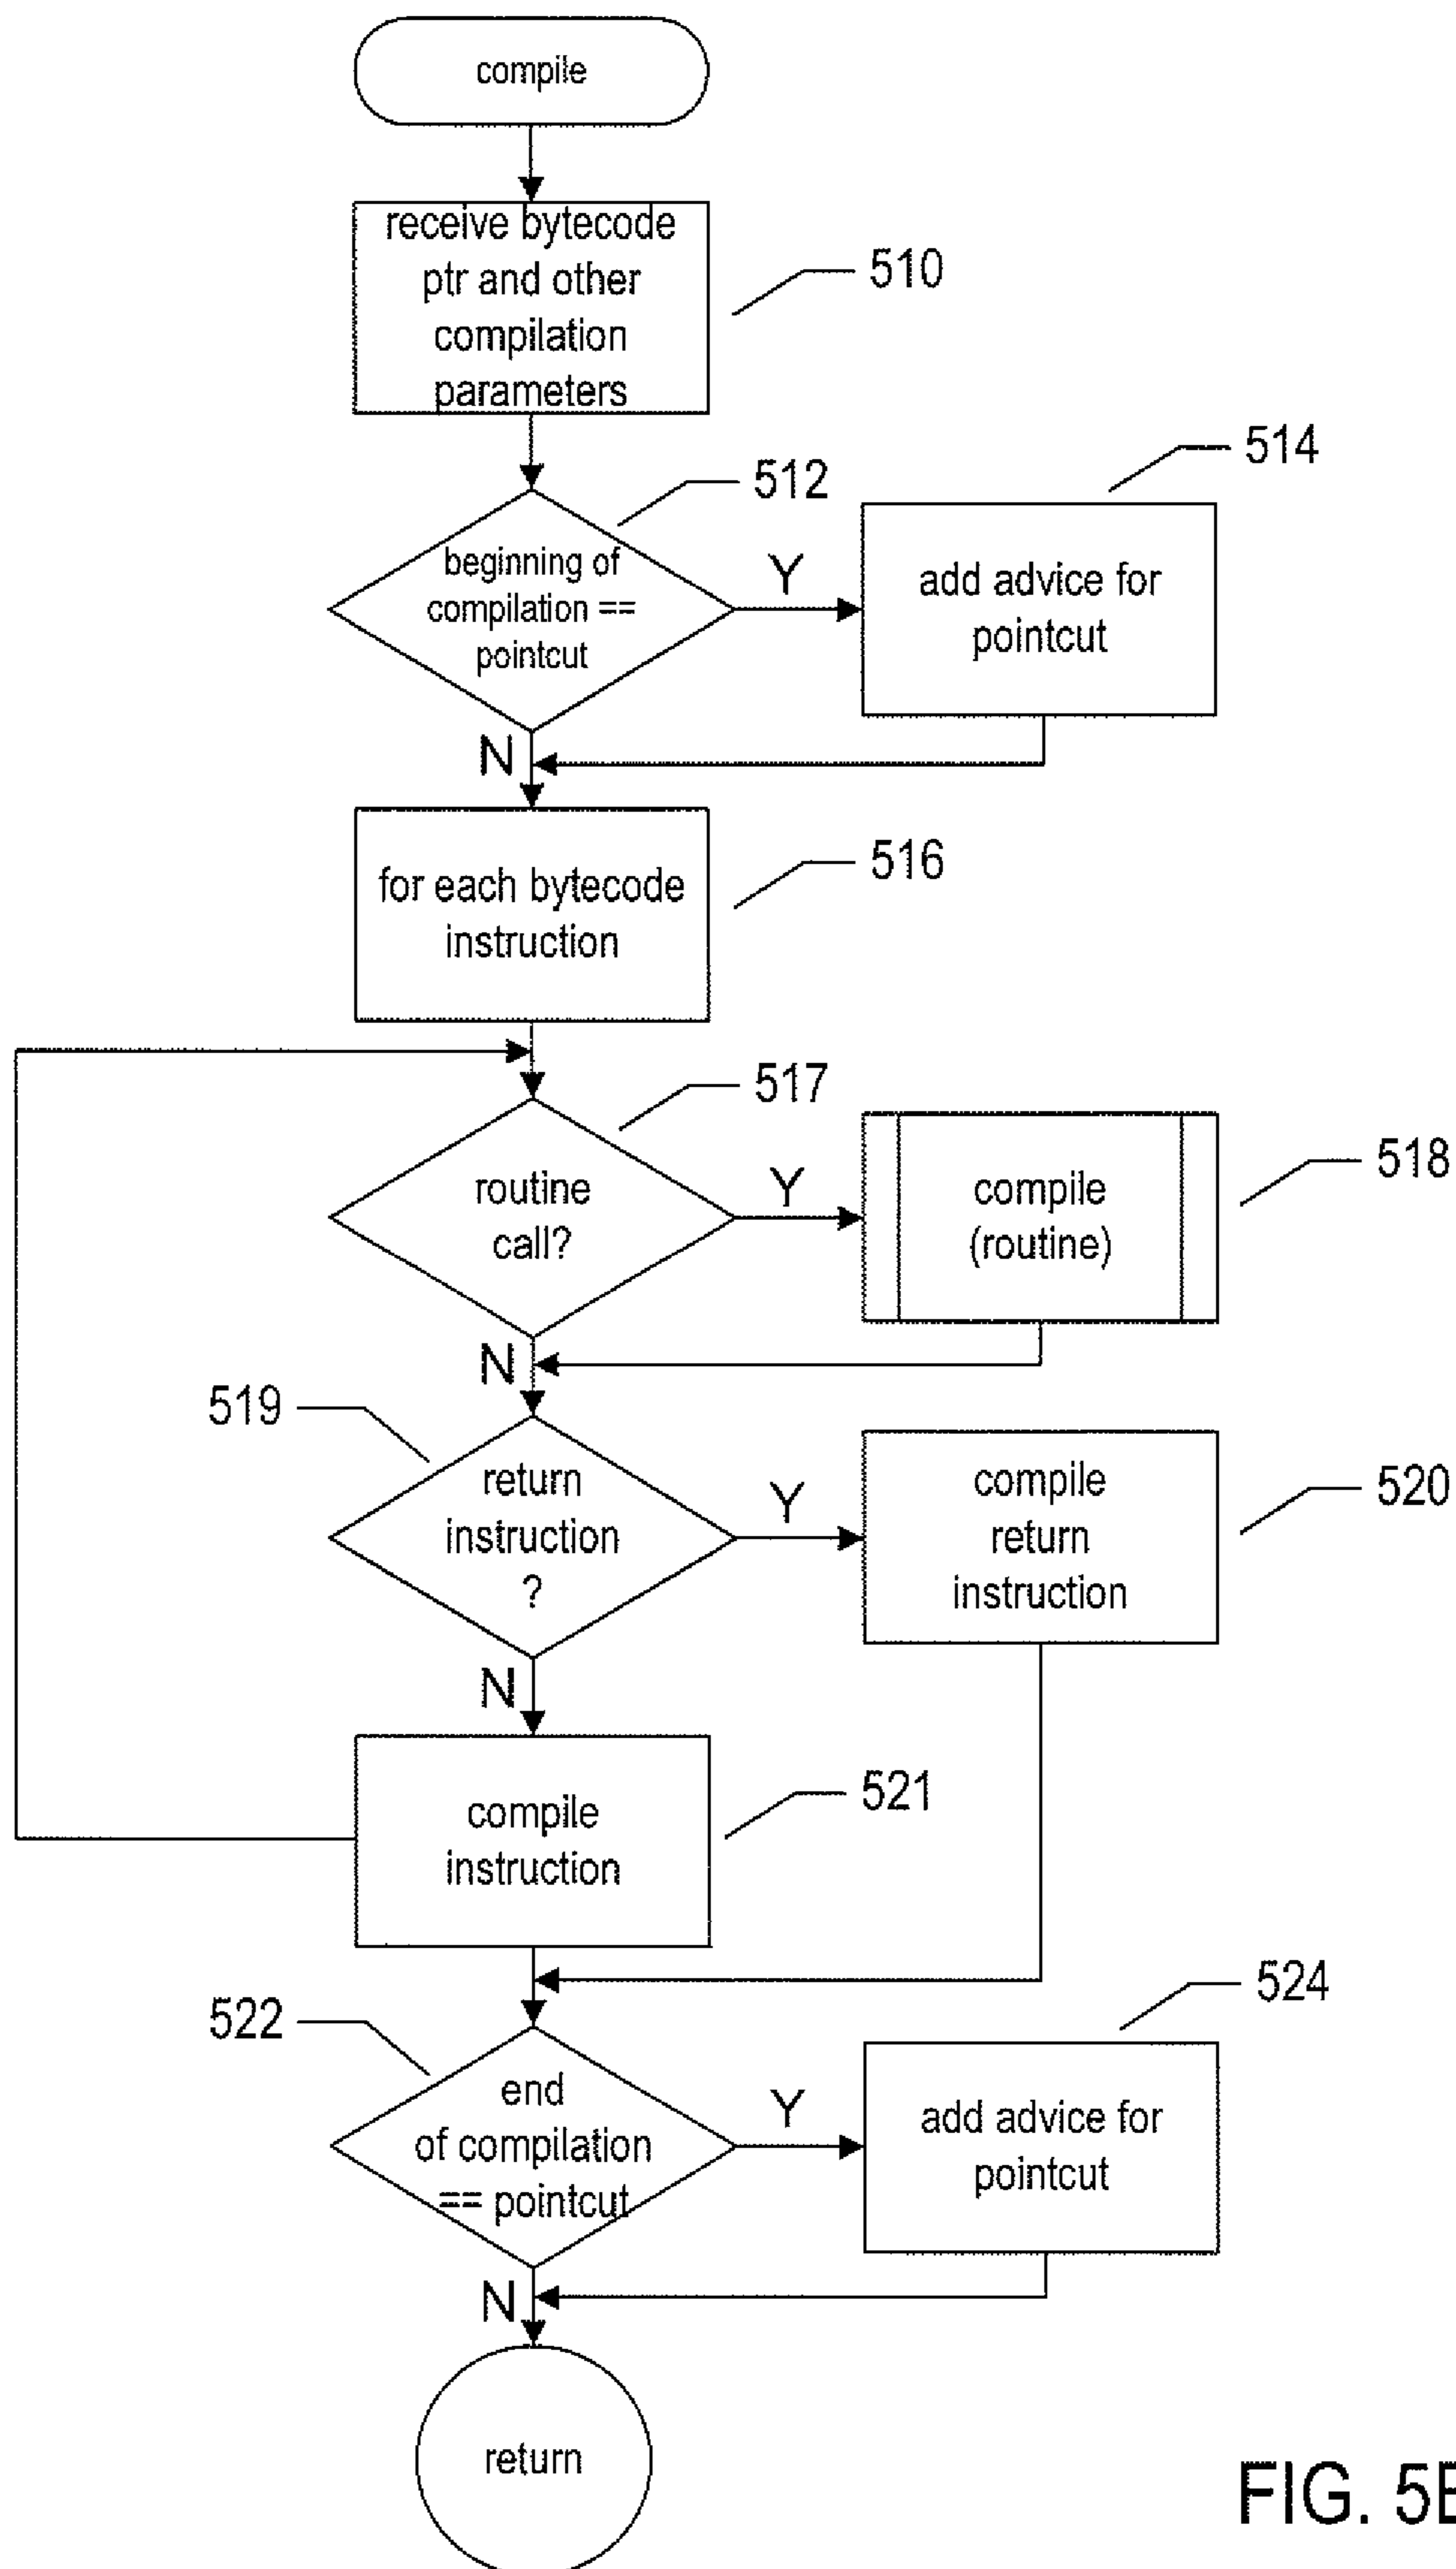 compile
receive bytecode
ptr and other
compilation
parameters
510
512
514
beginning of
compilation ==
pointcut
Y
add advice for
pointcut
N
for each bytecode
instruction
516
517
routine
call?
Y
compile
(routine)
518
N
519
return
instruction
?
Y
compile
return
instruction
520
N
compile
instruction
521
522
end
of compilation
== pointcut
Y
add advice for
pointcut
524
N
return
FIG. 5B